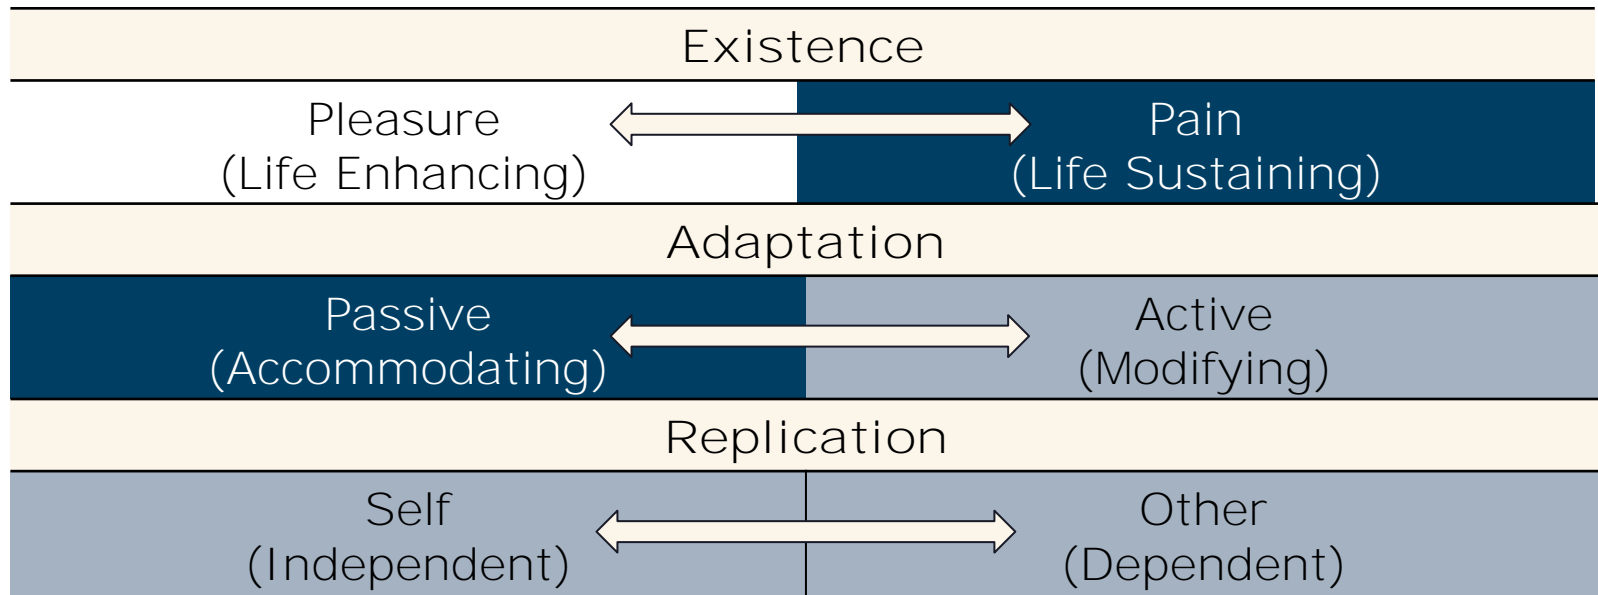 Existence
Pleasure
(Life Enhancing)
Pain
(Life Sustaining)
Adaptation
Passive
(Accommodating)
Active
(Modifying)
Replication
Self
(Independent)
Other
(Dependent)